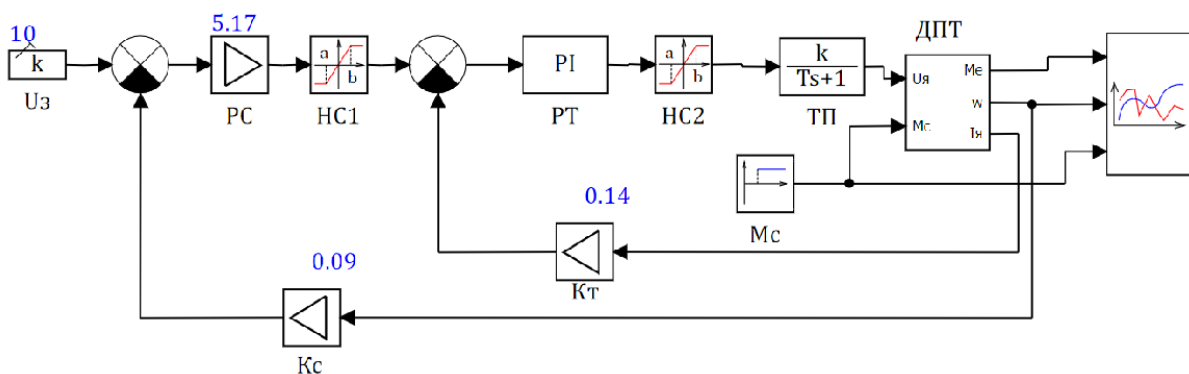 10
k
Uз
5.17
РС
a
b
НС1
PI
РТ
a
b
НС2
k
Ts+1
ТП
ДПТ
Uя
Mc
Me
w
Iя
Мс
0.14
Кт
0.09
Кс